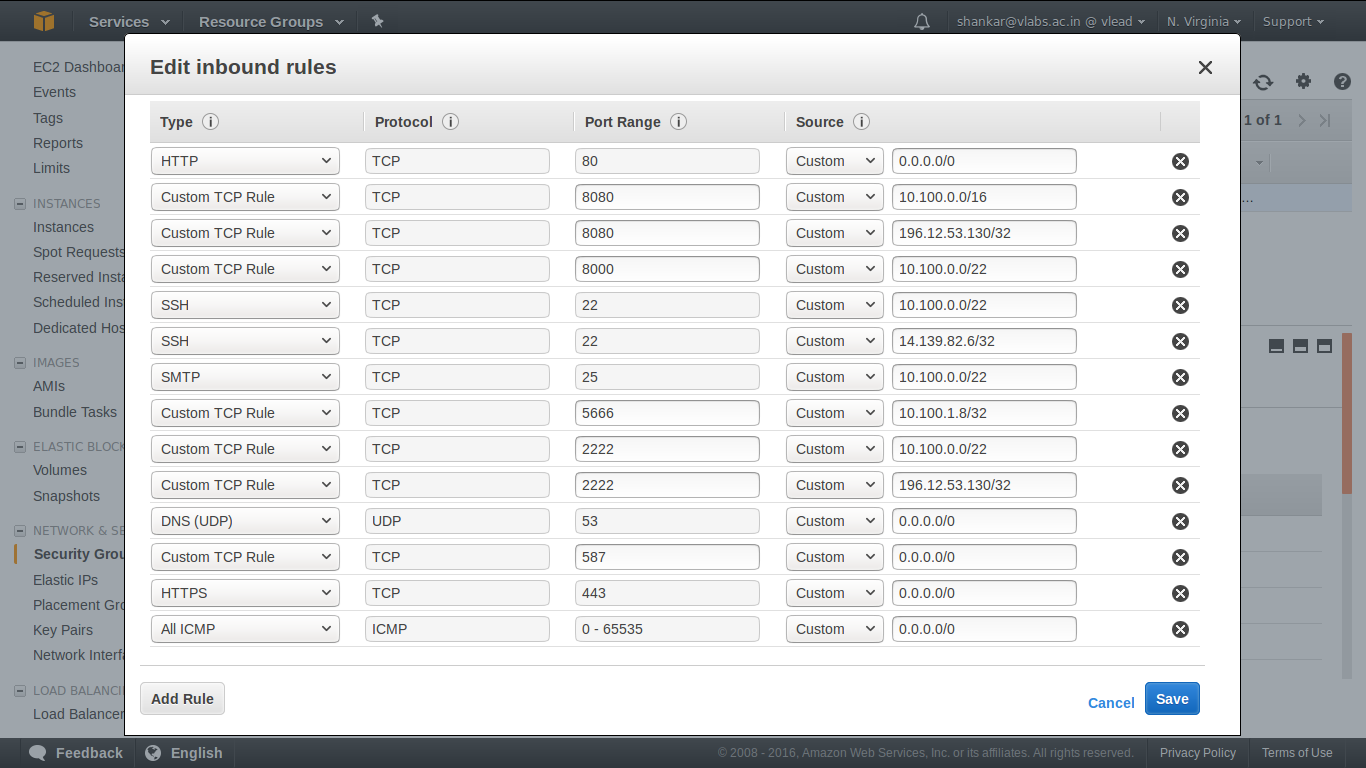 Services Resource Groups shankar@vlabs.ac.in @ vlead N. Virginia Support
Edit inbound rules
EC2 Dashboar
Events
Tags
Reports
Limits
INSTANCES
Instances
Spot Requests
Reserved Insta
Scheduled Ins
Dedicated Hos
IMAGES
AMIs
Bundle Tasks
ELASTIC BLOCK
Volumes
Snapshots
NETWORK & SE
Security Grou
Elastic IPs
Placement Gro
Key Pairs
Network Interfa
LOAD BALANCI
Load Balancer
Type Protocol Port Range Source
HTTP TCP 80 Custom 0.0.0.0/0
Custom TCP Rule TCP 8080 Custom 10.100.0.0/16
Custom TCP Rule TCP 8080 Custom 196.12.53.130/32
Custom TCP Rule TCP 8000 Custom 10.100.0.0/22
SSH TCP 22 Custom 10.100.0.0/22
SSH TCP 22 Custom 14.139.82.6/32
SMTP TCP 25 Custom 10.100.0.0/22
Custom TCP Rule TCP 5666 Custom 10.100.1.8/32
Custom TCP Rule TCP 2222 Custom 10.100.0.0/22
Custom TCP Rule TCP 2222 Custom 196.12.53.130/32
DNS (UDP) UDP 53 Custom 0.0.0.0/0
Custom TCP Rule TCP 587 Custom 0.0.0.0/0
HTTPS TCP 443 Custom 0.0.0.0/0
All ICMP ICMP 0 - 65535 Custom 0.0.0.0/0
Add Rule Cancel Save
1 of 1
...
Feedback English © 2008 - 2016, Amazon Web Services, Inc. or its affiliates. All rights reserved. Privacy Policy Terms of Use